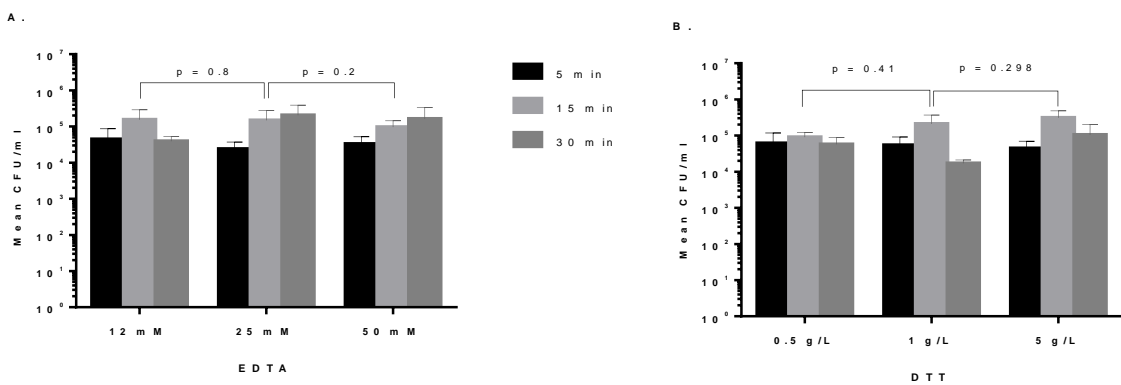 A.
p = 0.8
p = 0.2
10⁷
10⁶
10⁵
10⁴
10³
10²
10¹
10⁰
Mean CFU/ml
12 mM
25 mM
50 mM
EDTA
5 min
15 min
30 min
B.
p = 0.41
p = 0.298
10⁷
10⁶
10⁵
10⁴
10³
10²
10¹
10⁰
Mean CFU/ml
0.5 g/L
1 g/L
5 g/L
DTT